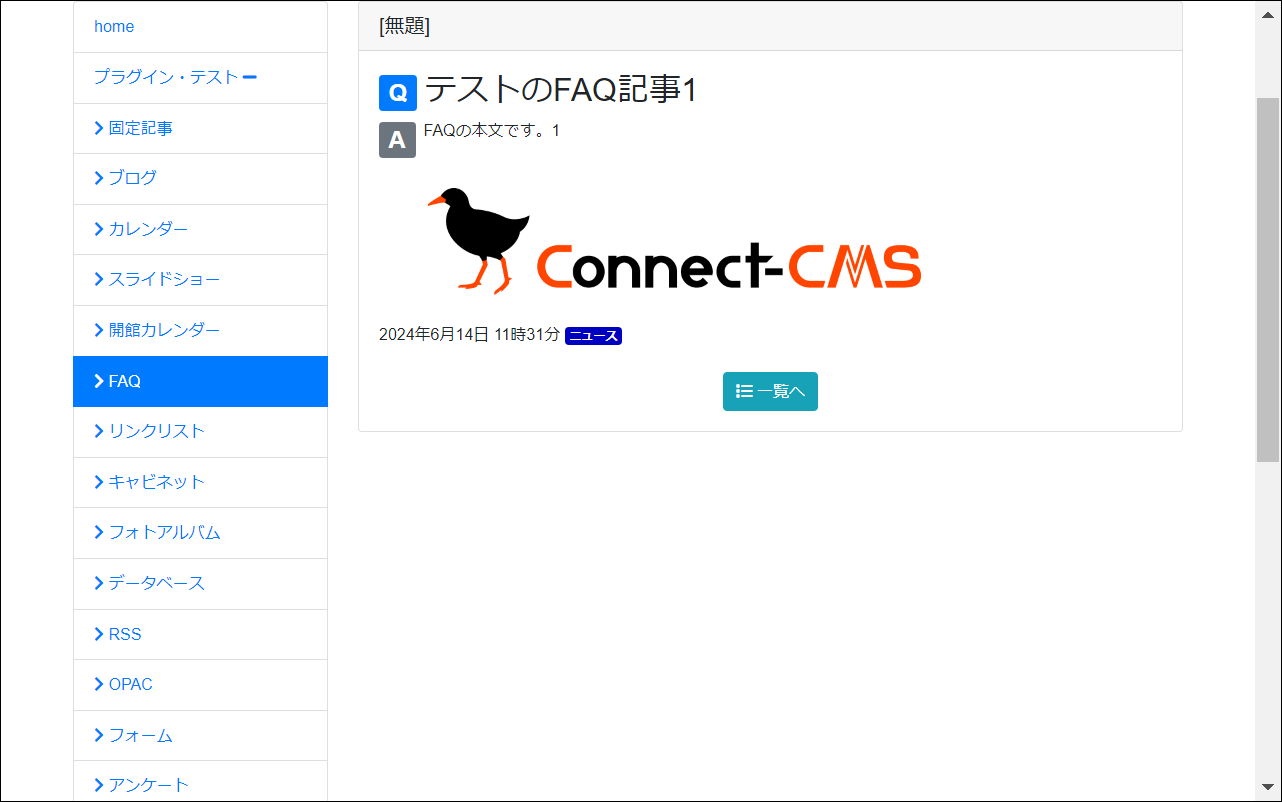 home
プラグイン・テスト
固定記事
ブログ
カレンダー
スライドショー
開館カレンダー
FAQ
リンクリスト
キャビネット
フォトアルバム
データベース
RSS
OPAC
フォーム
アンケート
[無題]
Q テストのFAQ記事1
A FAQの本文です。1
Connect-CMS
2024年6月14日 11時31分 ニュース
一覧へ